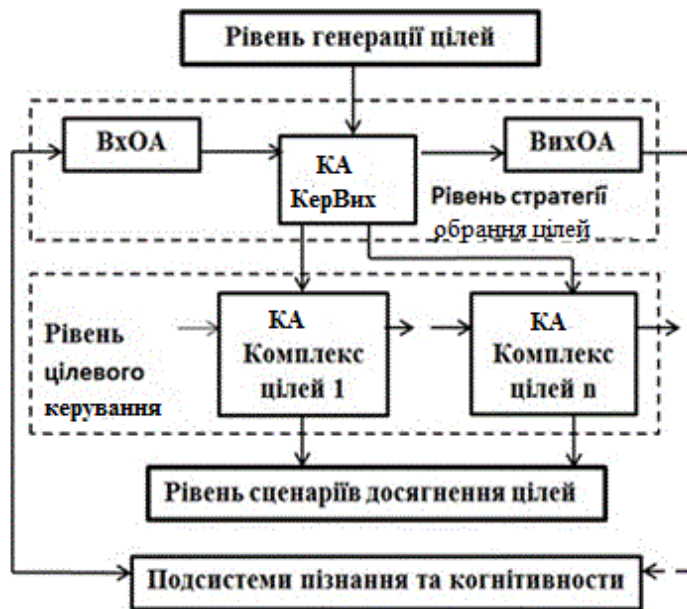 Рівень генерації цілей
ВхОА
КА
КерВих
ВихОА
Рівень стратегії
обрання цілей
Рівень
цілевого
керування
КА
Комплекс
цілей 1
КА
Комплекс
цілей n
Рівень сценаріїв досягнення цілей
Подсистеми пізнання та когнітивности